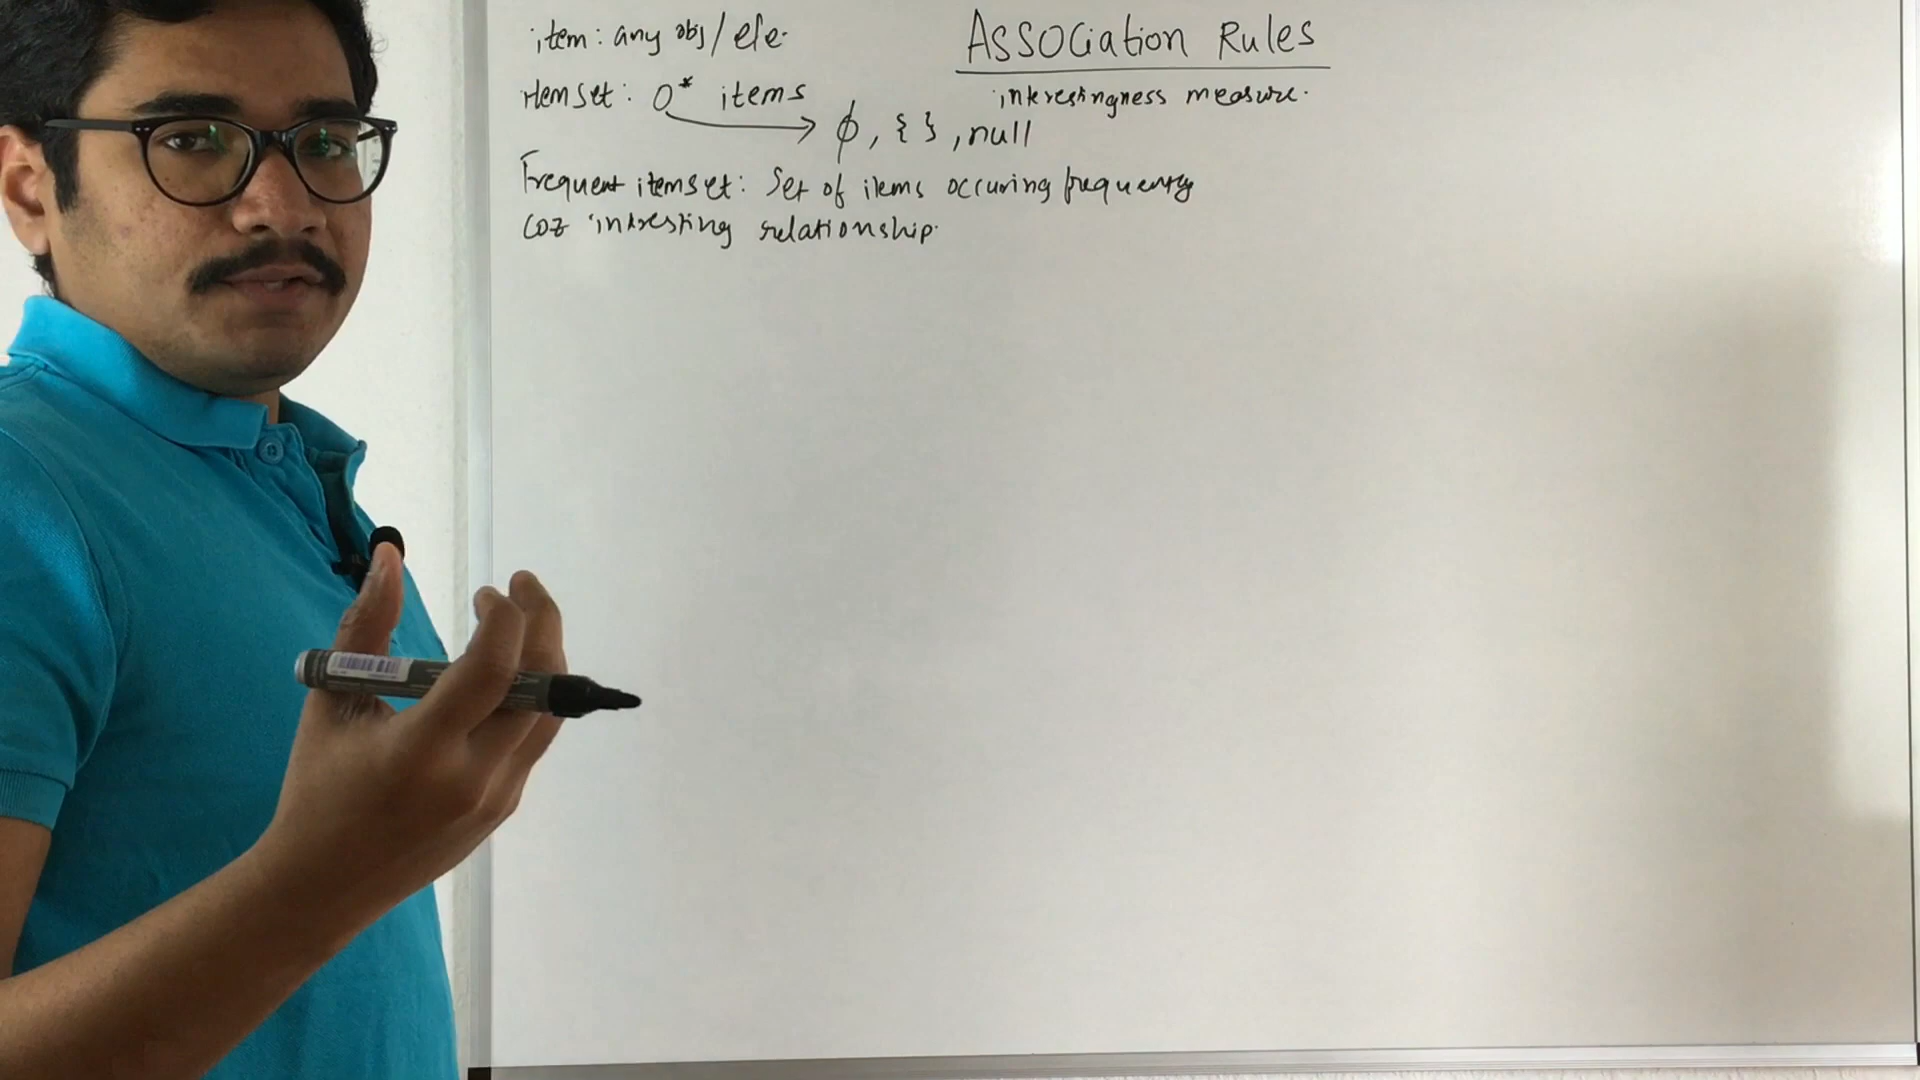 Association Rules
interestingness measure.
item: any obj/ele.
itemset: 0* items
φ, { }, null
Frequent itemset: Set of items occuring frequently
coz interesting relationship.